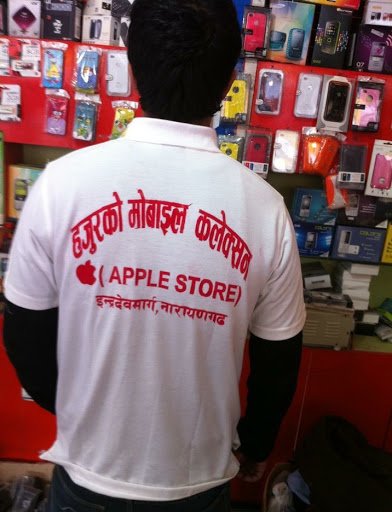 हजुरको मोबाइल कलेक्सन
( APPLE STORE)
इन्द्रदेवमार्ग, नारायणगढ